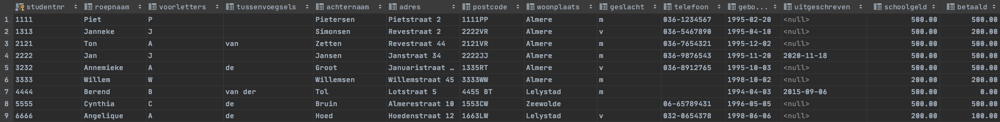 studentnr roepnaam voorletters tussenvoegsels achternaam adres postcode woonplaats geslacht telefoon gebo... uitgeschreven schoolgeld betaald
1 1111 Piet P Pietersen Pietstraat 2 1111PP Almere m 036-1234567 1995-02-20 <null> 500.00 500.00
2 1313 Janneke J Simonsen Revestraat 2 2222VR Almere v 036-5467890 1995-04-10 <null> 500.00 200.00
3 2121 Ton A van Zetten Revestraat 44 2121VR Almere m 036-7654321 1995-12-02 <null> 500.00 500.00
4 2222 Jan J Jansen Janstraat 34 2222JJ Almere m 036-9876543 1995-11-20 2020-11-18 500.00 500.00
5 3232 Annemieke A de Groot Januaristraat … 1335RT Almere v 036-8912765 1995-10-03 <null> 500.00 500.00
6 3333 Willem W Willemsen Willemstraat 45 3333WW Almere m 1998-10-02 <null> 200.00 200.00
7 4444 Berend B van der Tol Lotstraat 5 4455 BT Lelystad m 1994-04-03 2015-09-06 500.00 0.00
8 5555 Cynthia C de Bruin Almerestraat 10 1553CW Zeewolde 06-65789431 1996-05-05 <null> 500.00 500.00
9 6666 Angelique A de Hoed Hoedenstraat 12 1663LW Lelystad v 032-0654378 1998-06-06 <null> 200.00 100.00